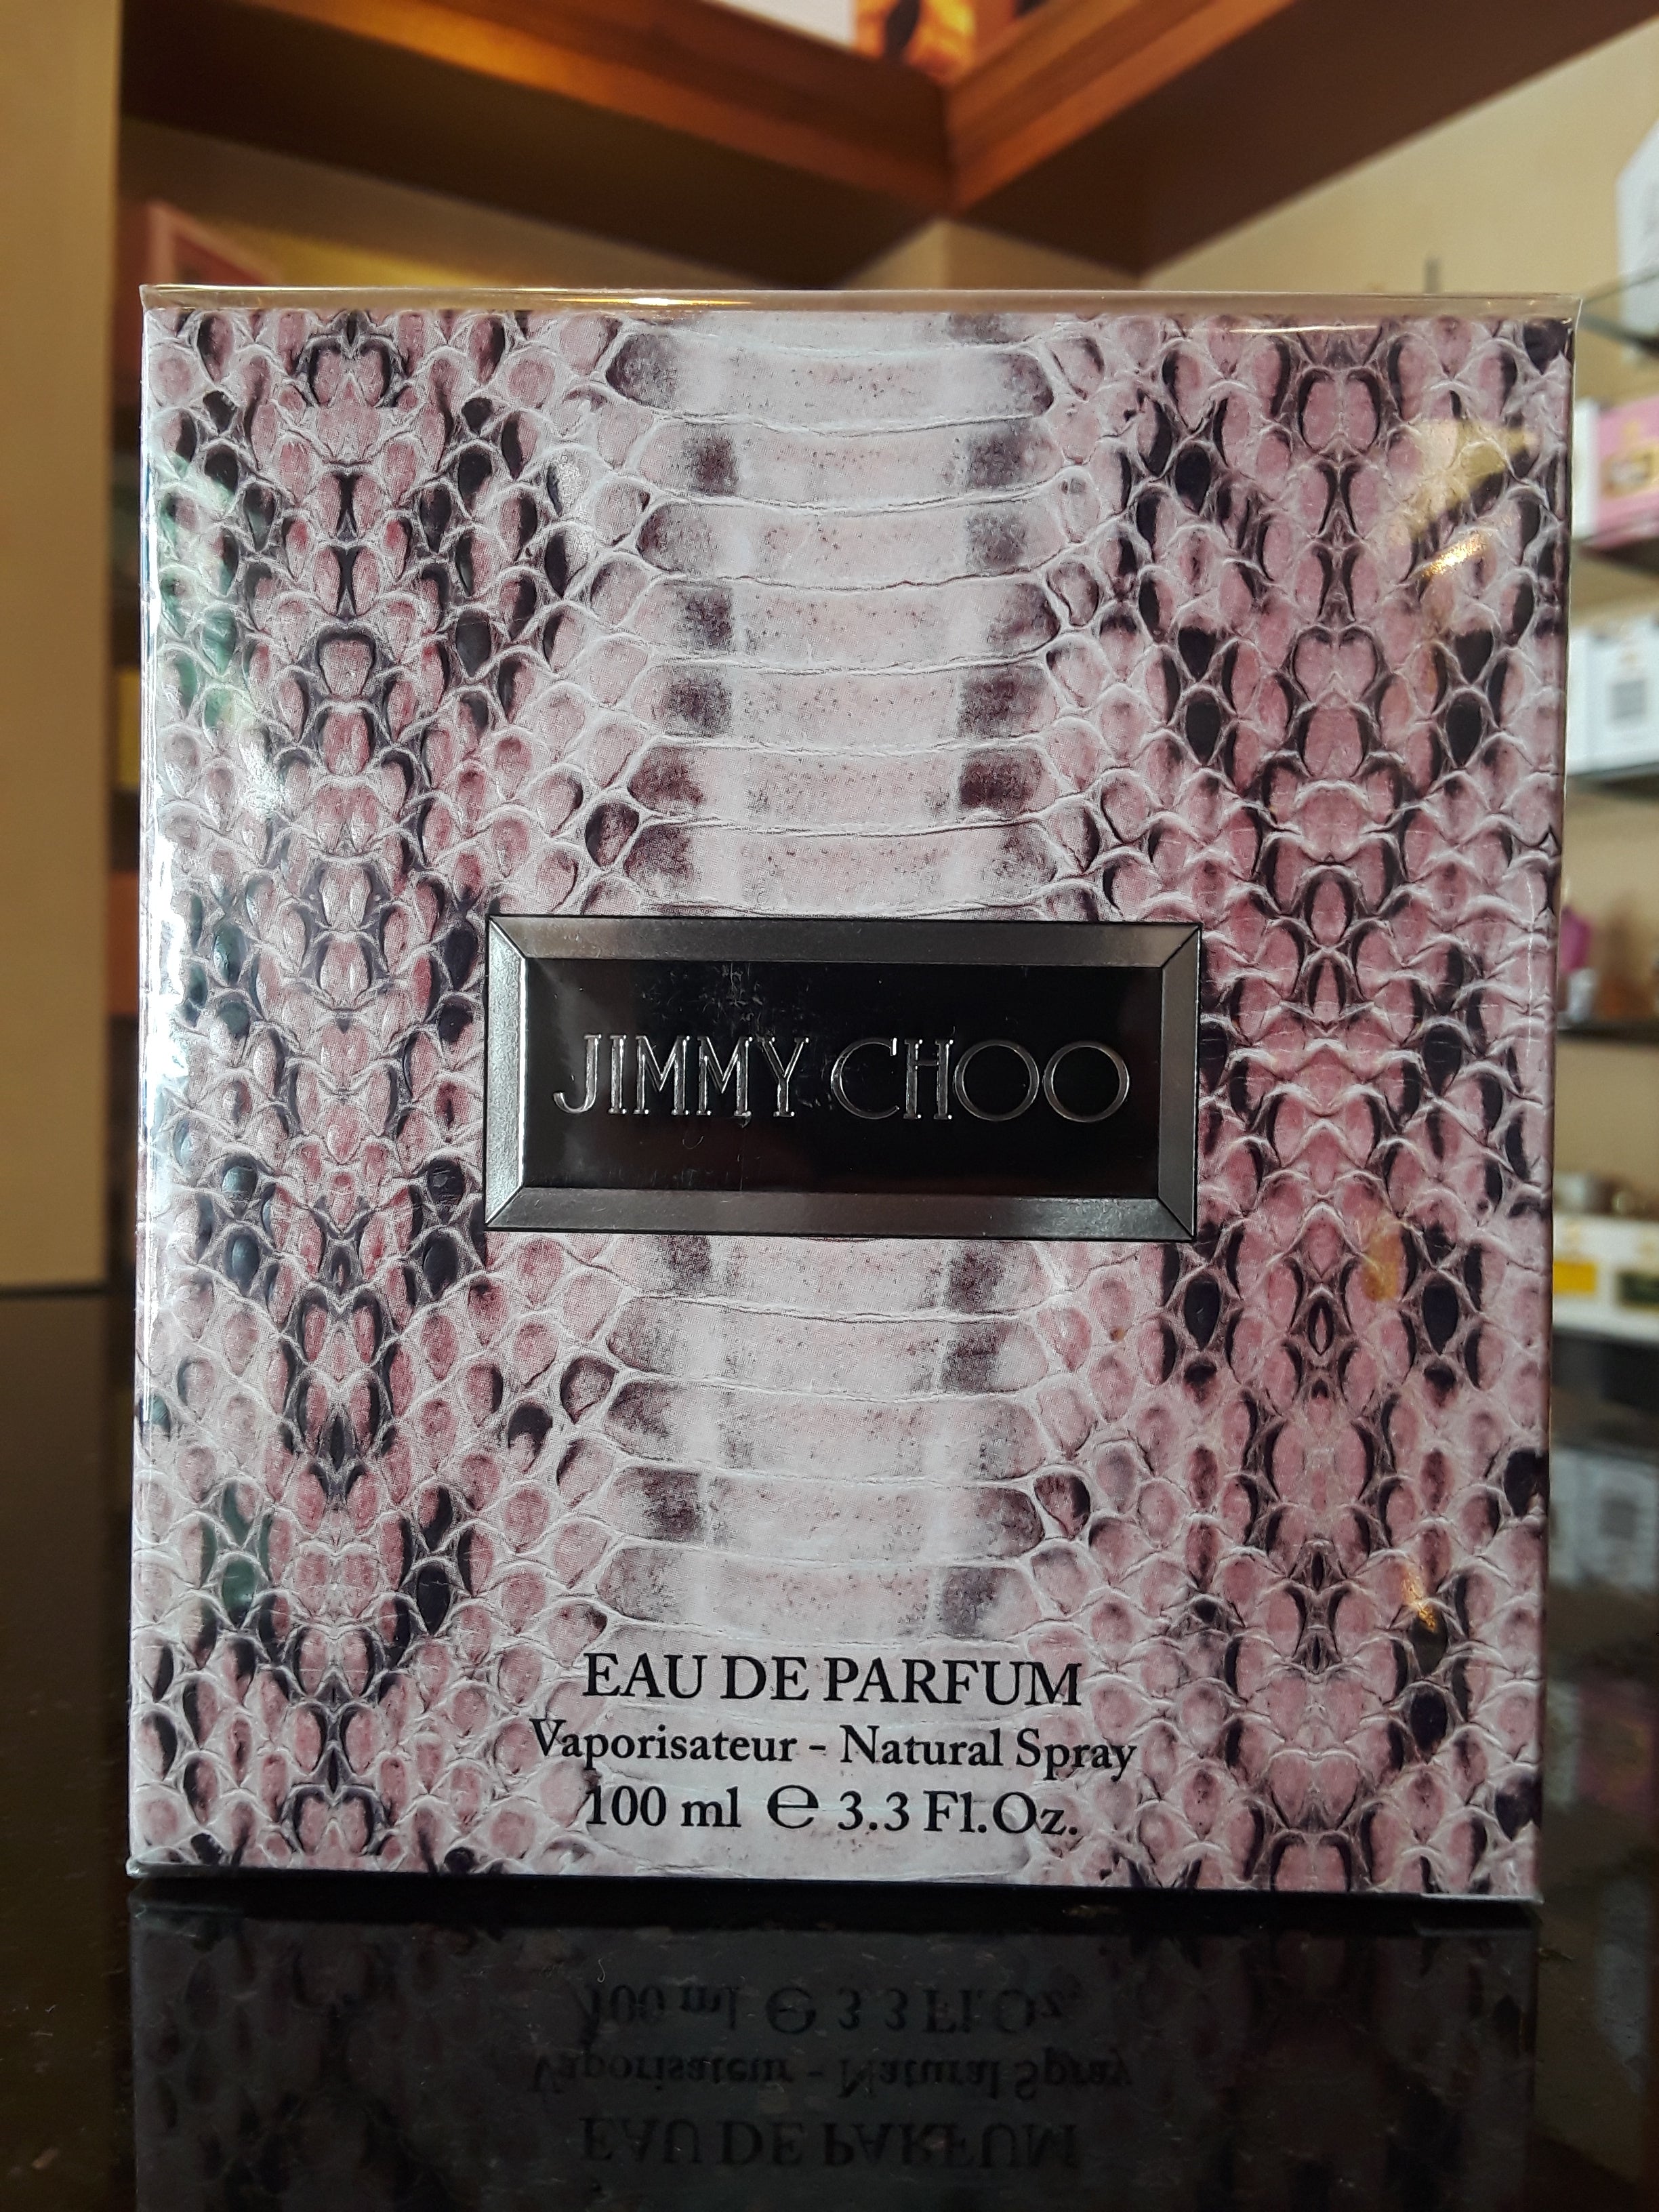 JIMMY CHOO
EAU DE PARFUM
Vaporisateur - Natural Spray
100 ml ℮ 3.3 Fl.Oz.